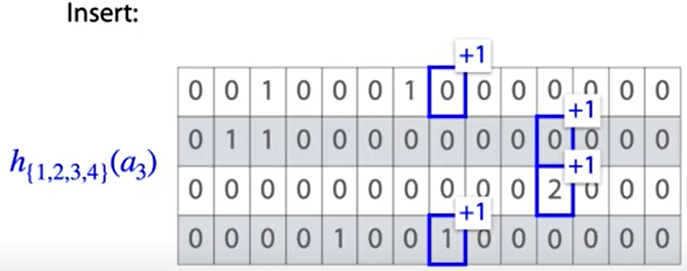 Insert:
+1
0 0 1 0 0 0 1 0 0 0 0 0 0 0
+1
0 1 1 0 0 0 0 0 0 0 0 0 0 0
h{1,2,3,4}(a3)
+1
0 0 0 0 0 0 0 0 0 0 2 0 0 0
+1
0 0 0 0 1 0 0 1 0 0 0 0 0 0